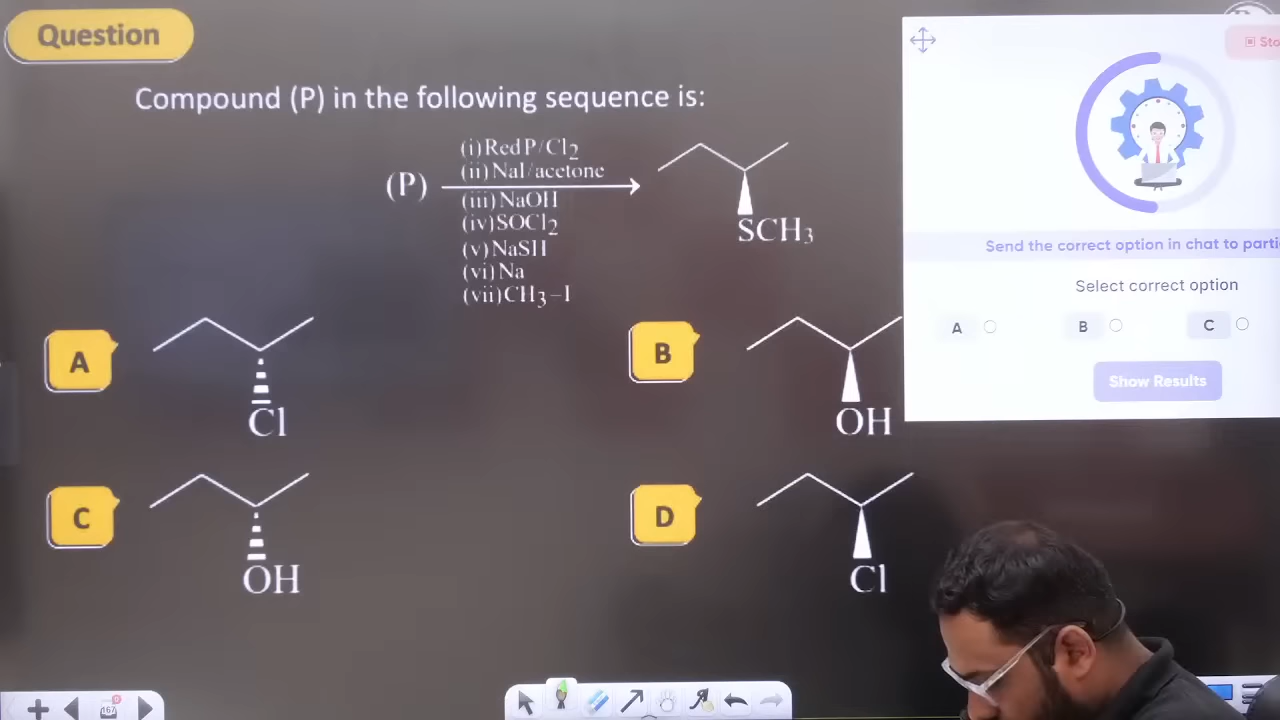 Question
Compound (P) in the following sequence is:
(P)
(i) Red P/Cl2
(ii) NaI/acetone
(iii) NaOH
(iv) SOCl2
(v) NaSH
(vi) Na
(vii) CH3–I
SCH3
A
Cl
B
OH
C
OH
D
Cl
Send the correct option in chat to parti
Select correct option
A
B
C
Show Results
167